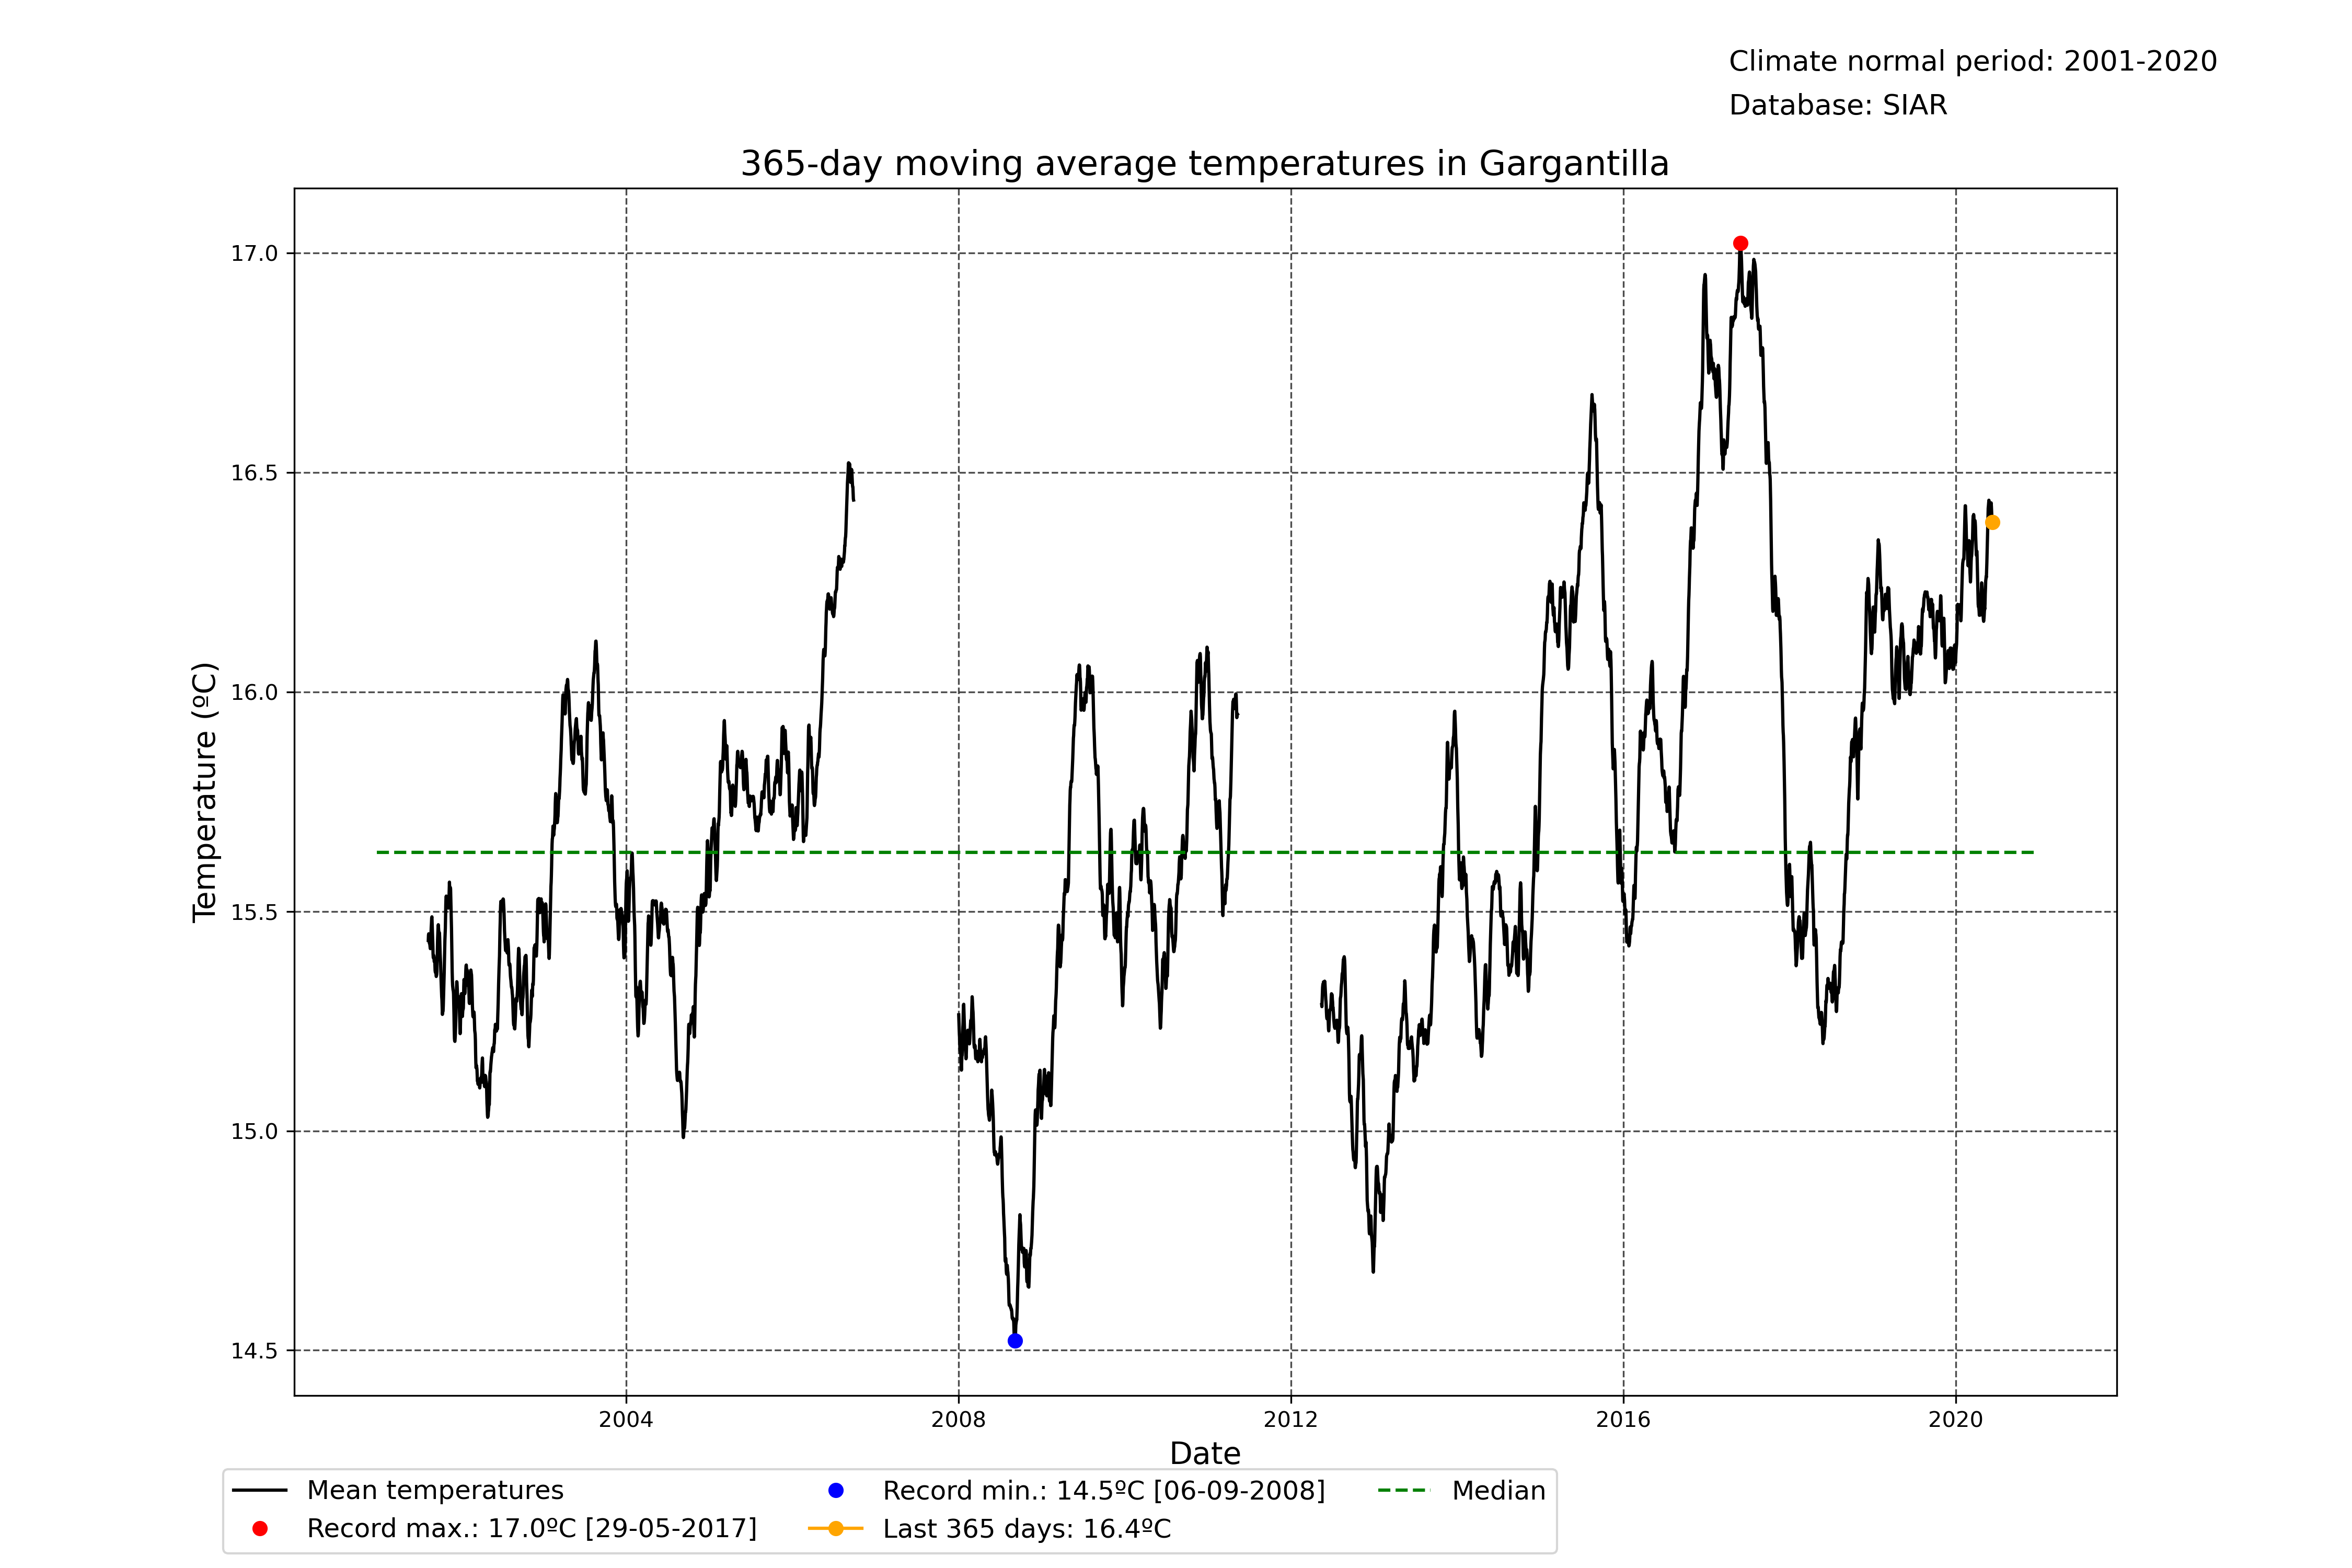 Climate normal period: 2001-2020
Database: SIAR
365-day moving average temperatures in Gargantilla
17.0
16.5
16.0
15.5
15.0
14.5
Temperature (ºC)
2004 2008 2012 2016 2020
Date
Mean temperatures
Record max.: 17.0ºC [29-05-2017]
Record min.: 14.5ºC [06-09-2008]
Last 365 days: 16.4ºC
Median